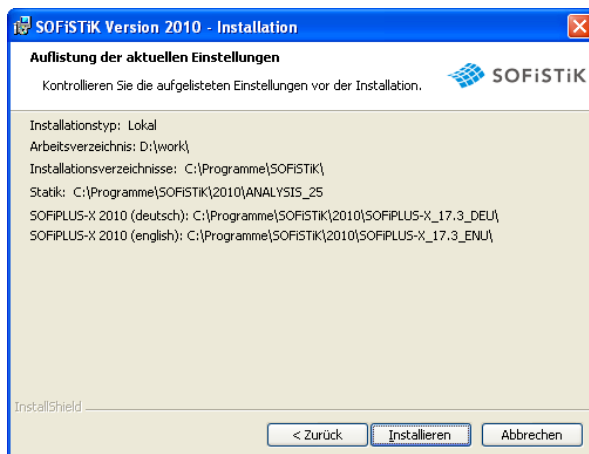 SOFiSTiK Version 2010 - Installation
Auflistung der aktuellen Einstellungen
Kontrollieren Sie die aufgelisteten Einstellungen vor der Installation.
SOFiSTiK
Installationstyp: Lokal
Arbeitsverzeichnis: D:\work\
Installationsverzeichnisse: C:\Programme\SOFiSTiK\
Statik: C:\Programme\SOFiSTiK\2010\ANALYSIS_25
SOFiPLUS-X 2010 (deutsch): C:\Programme\SOFiSTiK\2010\SOFiPLUS-X_17.3_DEU\
SOFiPLUS-X 2010 (english): C:\Programme\SOFiSTiK\2010\SOFiPLUS-X_17.3_ENU\
InstallShield
< Zurück Installieren Abbrechen